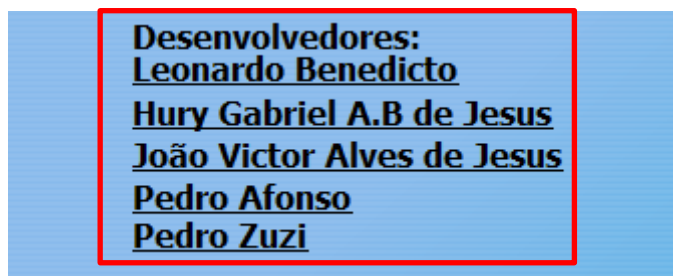 Desenvolvedores:
Leonardo Benedicto
Hury Gabriel A.B de Jesus
João Victor Alves de Jesus
Pedro Afonso
Pedro Zuzi